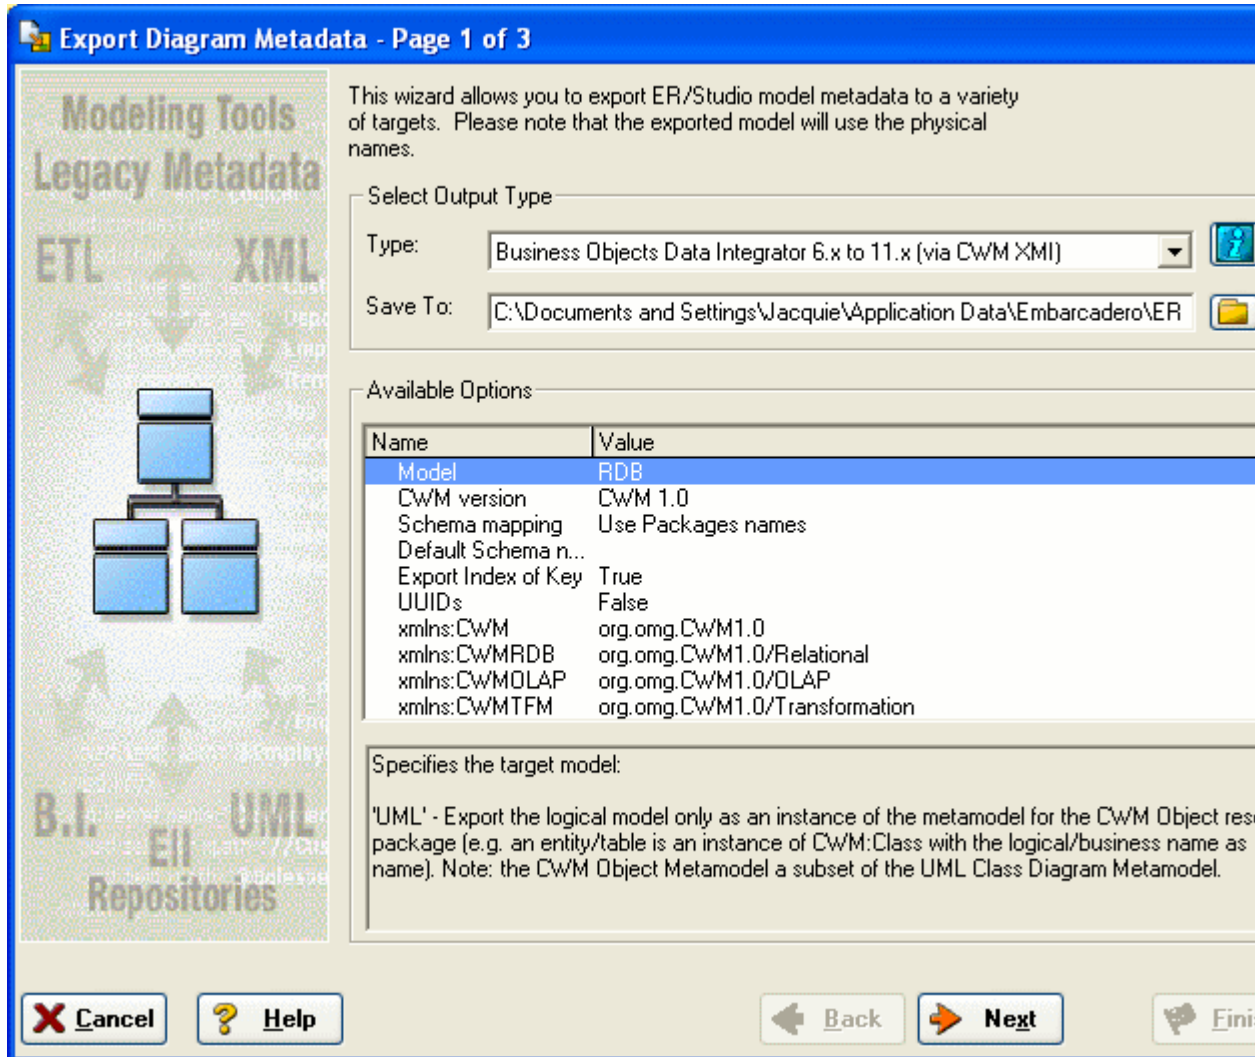 Export Diagram Metadata - Page 1 of 3
Modeling Tools
Legacy Metadata
ETL XML
B.I. EII UML
Repositories
This wizard allows you to export ER/Studio model metadata to a variety
of targets. Please note that the exported model will use the physical
names.
Select Output Type
Type: Business Objects Data Integrator 6.x to 11.x (via CWM XMI)
Save To: C:\Documents and Settings\Jacquie\Application Data\Embarcadero\ER
Available Options
Name Value
Model RDB
CWM version CWM 1.0
Schema mapping Use Packages names
Default Schema n...
Export Index of Key True
UUIDs False
xmlns:CWM org.omg.CWM1.0
xmlns:CWMRDB org.omg.CWM1.0/Relational
xmlns:CWMOLAP org.omg.CWM1.0/OLAP
xmlns:CWMTFM org.omg.CWM1.0/Transformation
Specifies the target model:
'UML' - Export the logical model only as an instance of the metamodel for the CWM Object reso
package (e.g. an entity/table is an instance of CWM:Class with the logical/business name as
name). Note: the CWM Object Metamodel a subset of the UML Class Diagram Metamodel.
Cancel Help Back Next Finis